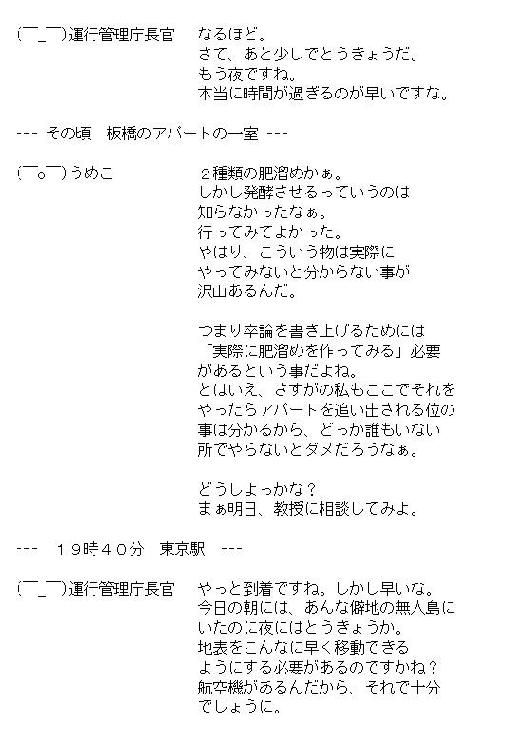 (￣_￣)運行管理庁長官　なるほど。
さて、あと少しでとうきょうだ、
もう夜ですね。
本当に時間が過ぎるのが早いですな。
--- その頃　板橋のアパートの一室 ---
(￣o￣)うめこ　２種類の肥溜めかぁ。
しかし発酵させるっていうのは
知らなかったなぁ。
行ってみてよかった。
やはり、こういう物は実際に
やってみないと分からない事が
沢山あるんだ。
つまり卒論を書き上げるためには
「実際に肥溜めを作ってみる」必要
があるという事だよね。
とはいえ、さすがの私もここでそれを
やったらアパートを追い出される位の
事は分かるから、どっか誰もいない
所でやらないとダメだろうなぁ。
どうしよっかな？
まぁ明日、教授に相談してみよ。
---　１９時４０分　東京駅　---
(￣_￣)運行管理庁長官　やっと到着ですね。しかし早いな。
今日の朝には、あんな僻地の無人島に
いたのに夜にはとうきょうか。
地表をこんなに早く移動できる
ようにする必要があるのですかね？
航空機があるんだから、それで十分
でしょうに。